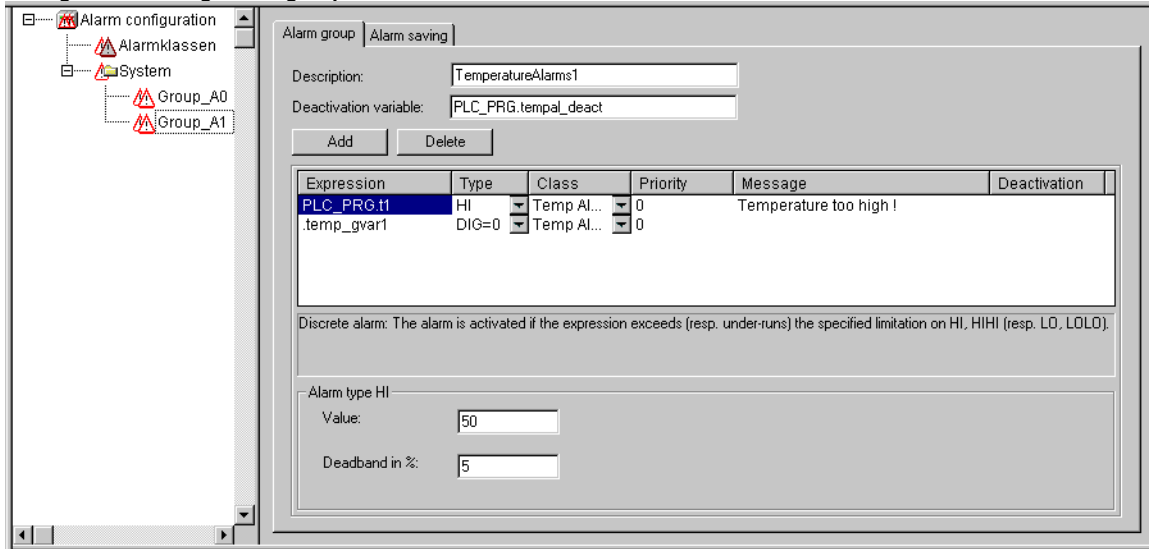 Alarm configuration
Alarmklassen
System
Group_A0
Group_A1
Alarm group Alarm saving
Description: TemperatureAlarms1
Deactivation variable: PLC_PRG.tempal_deact
Add Delete
Expression Type Class Priority Message Deactivation
PLC_PRG.t1 HI Temp Al... 0 Temperature too high !
.temp_gvar1 DIG=0 Temp Al... 0
Discrete alarm: The alarm is activated if the expression exceeds (resp. under-runs) the specified limitation on HI, HIHI (resp. LO, LOLO).
Alarm type HI
Value: 50
Deadband in %: 5